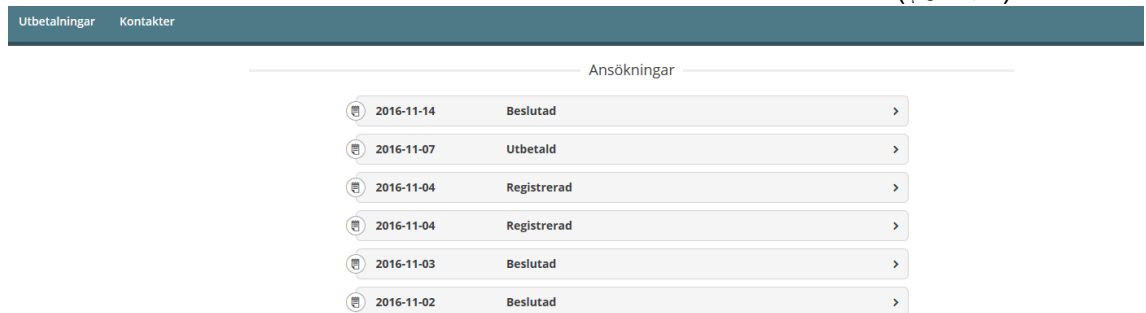 Utbetalningar Kontakter
Ansökningar
2016-11-14 Beslutad
2016-11-07 Utbetald
2016-11-04 Registrerad
2016-11-04 Registrerad
2016-11-03 Beslutad
2016-11-02 Beslutad